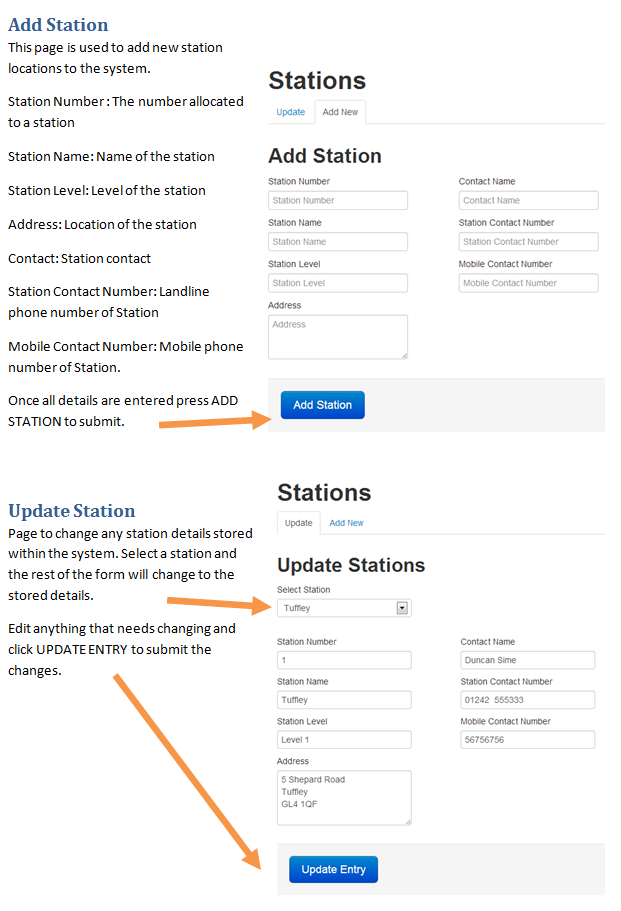 Add Station
This page is used to add new station
locations to the system.
Station Number : The number allocated
to a station
Station Name: Name of the station
Station Level: Level of the station
Address: Location of the station
Contact: Station contact
Station Contact Number: Landline
phone number of Station
Mobile Contact Number: Mobile phone
number of Station.
Once all details are entered press ADD
STATION to submit.
Stations
Update Add New
Add Station
Station Number Contact Name
Station Number Contact Name
Station Name Station Contact Number
Station Name Station Contact Number
Station Level Mobile Contact Number
Station Level Mobile Contact Number
Address
Address
Add Station
Update Station
Page to change any station details stored
within the system. Select a station and
the rest of the form will change to the
stored details.
Edit anything that needs changing and
click UPDATE ENTRY to submit the
changes.
Stations
Update Add New
Update Stations
Select Station
Tuffley
Station Number Contact Name
1 Duncan Sime
Station Name Station Contact Number
Tuffley 01242 555333
Station Level Mobile Contact Number
Level 1 56756756
Address
5 Shepard Road
Tuffley
GL4 1QF
Update Entry